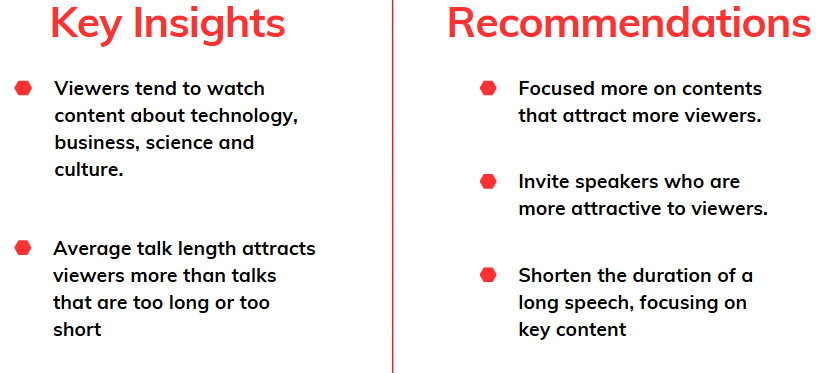 Key Insights
Viewers tend to watch
content about technology,
business, science and
culture.
Average talk length attracts
viewers more than talks
that are too long or too
short
Recommendations
Focused more on contents
that attract more viewers.
Invite speakers who are
more attractive to viewers.
Shorten the duration of a
long speech, focusing on
key content